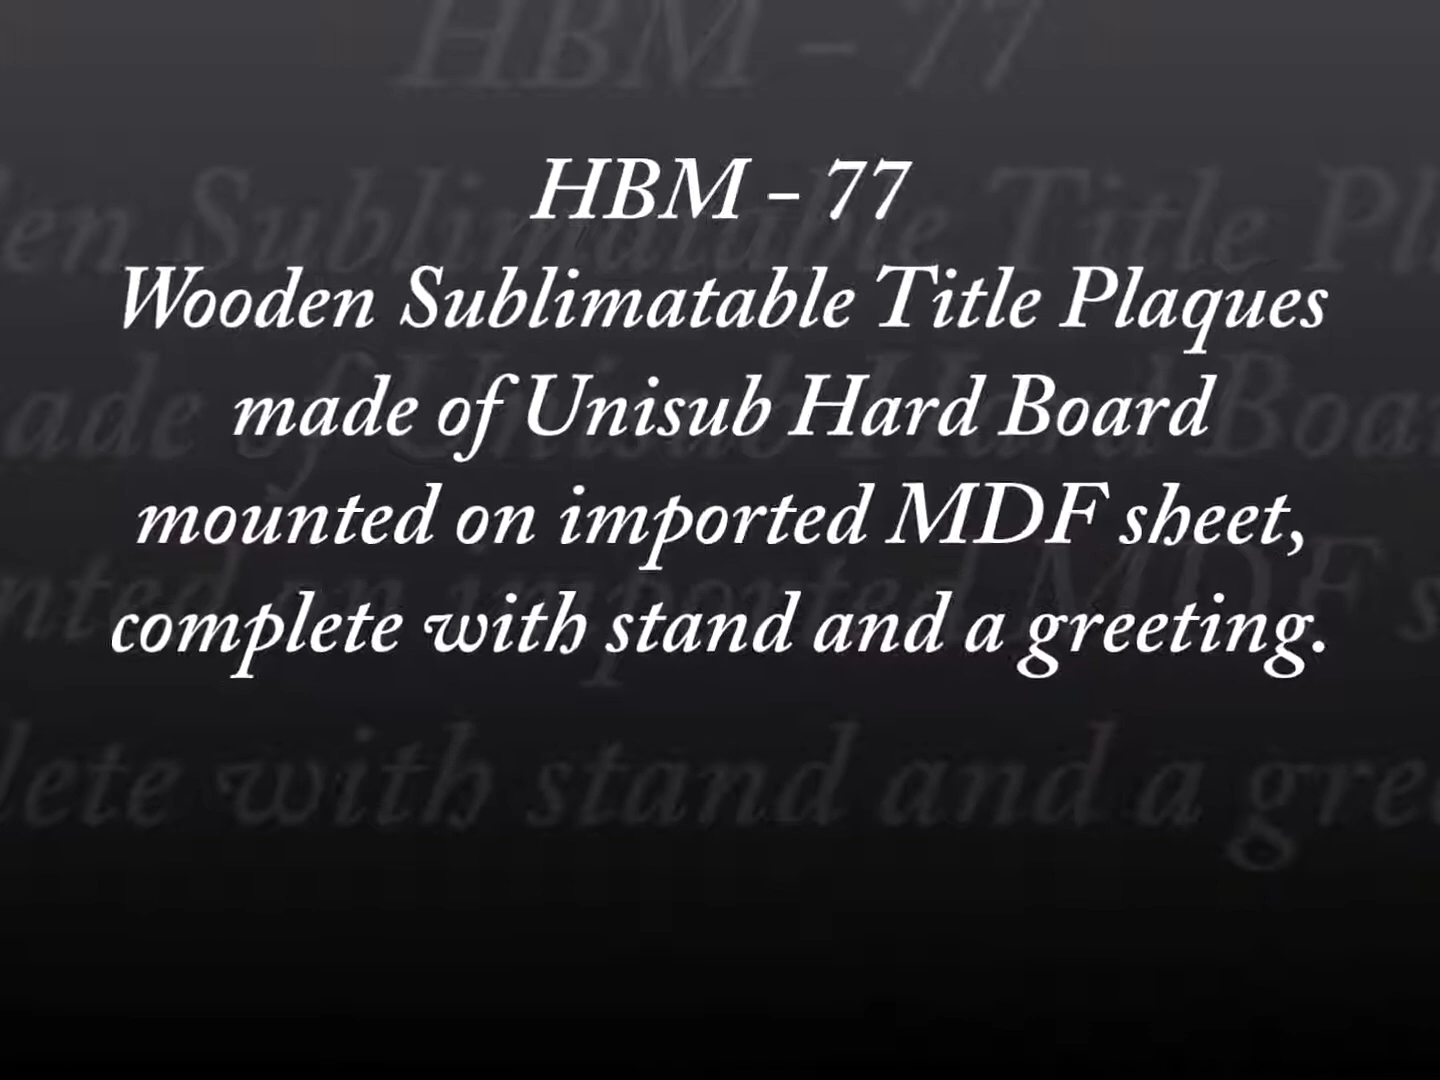 HBM – 77
Wooden Sublimatable Title Plaques
made of Unisub Hard Board
mounted on imported MDF sheet,
complete with stand and a greeting.